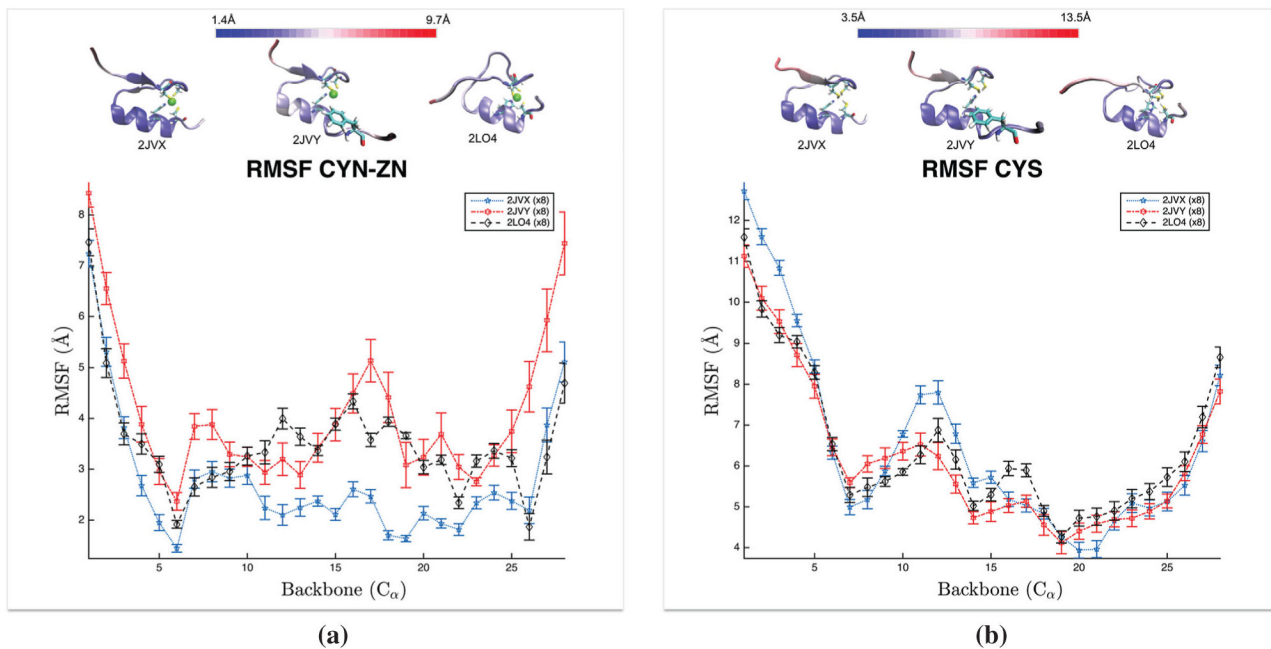 1.4Å 9.7Å
2JVX 2JVY 2LO4
RMSF CYN-ZN
2JVX (x8)
2JVY (x8)
2LO4 (x8)
8
7
6
5
4
3
2
RMSF (Å)
5 10 15 20 25
Backbone (Cα)
(a)
3.5Å 13.5Å
2JVX 2JVY 2LO4
RMSF CYS
2JVX (x8)
2JVY (x8)
2LO4 (x8)
12
11
10
9
8
7
6
5
4
RMSF (Å)
5 10 15 20 25
Backbone (Cα)
(b)